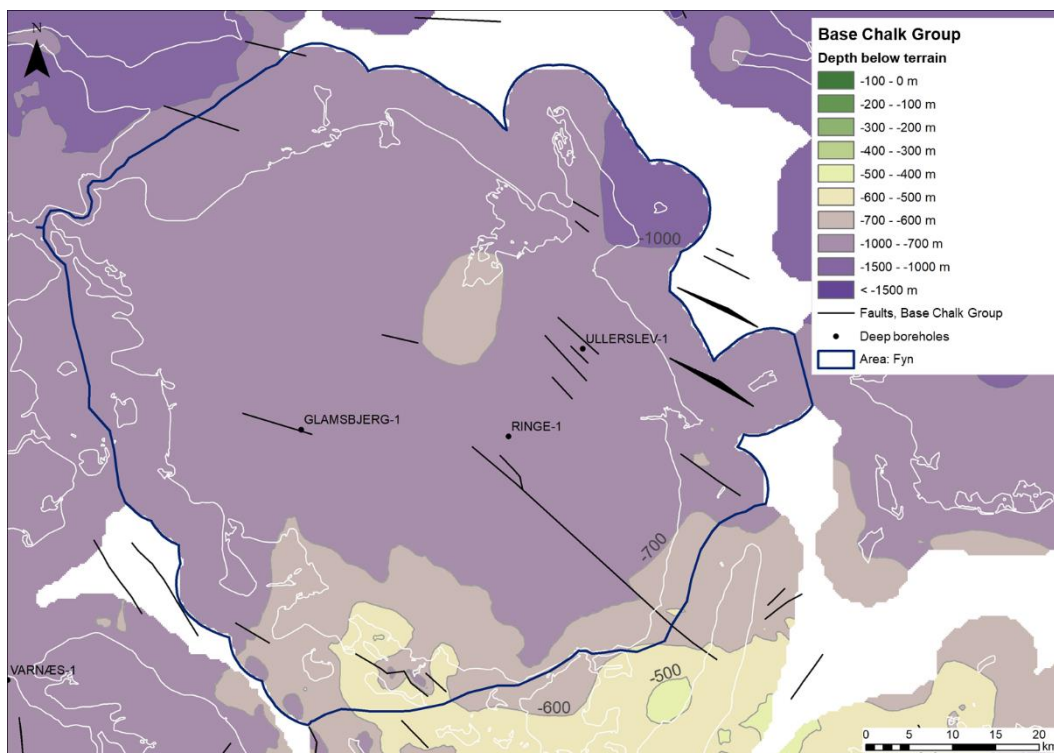 N
Base Chalk Group
Depth below terrain
-100 - 0 m
-200 - -100 m
-300 - -200 m
-400 - -300 m
-500 - -400 m
-600 - -500 m
-700 - -600 m
-1000 - -700 m
-1500 - -1000 m
< -1500 m
Faults, Base Chalk Group
Deep boreholes
Area: Fyn
-1000
ULLERSLEV-1
GLAMSBJERG-1
RINGE-1
-700
VARNÆS-1
-500
-600
0 5 10 15 20
km